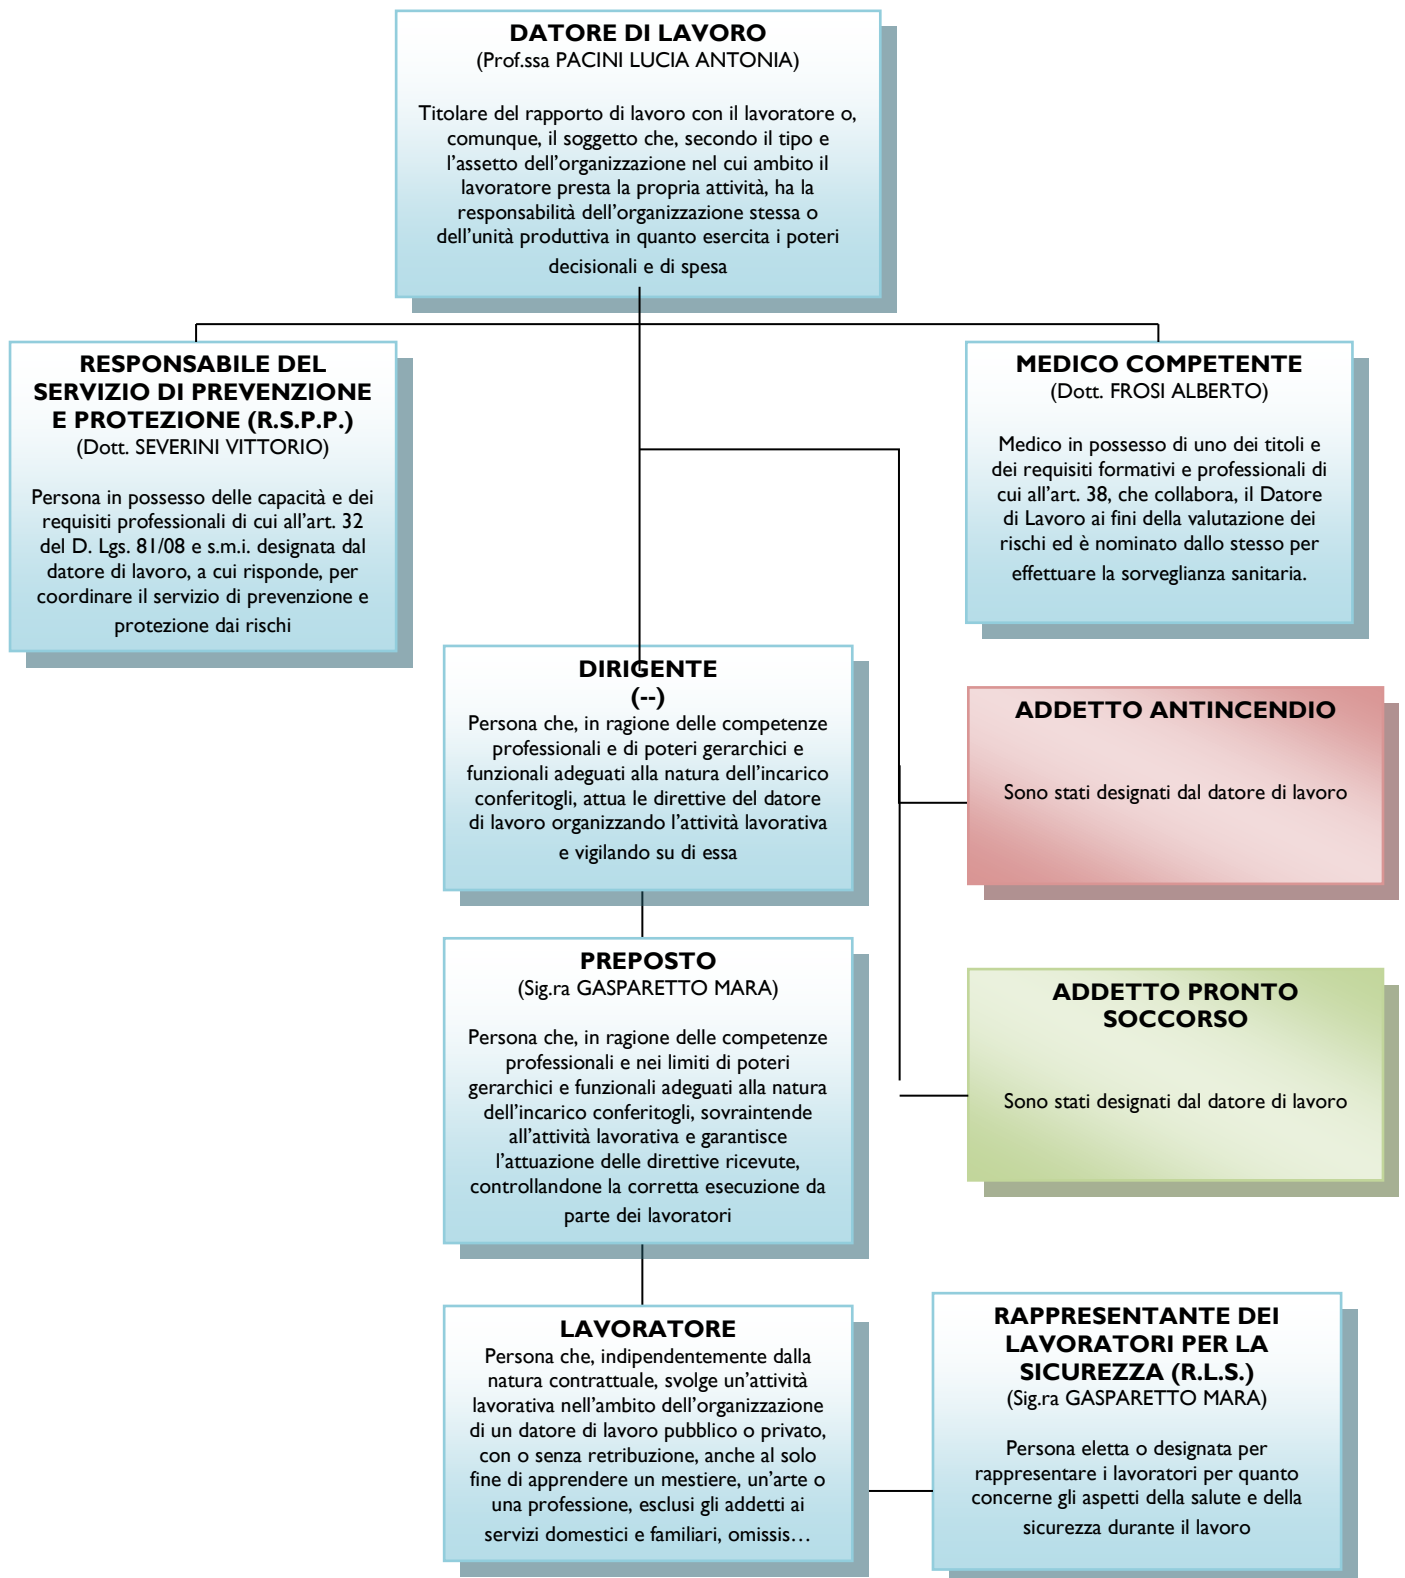 DATORE DI LAVORO
(Prof.ssa PACINI LUCIA ANTONIA)
Titolare del rapporto di lavoro con il lavoratore o,
comunque, il soggetto che, secondo il tipo e
l’assetto dell’organizzazione nel cui ambito il
lavoratore presta la propria attività, ha la
responsabilità dell’organizzazione stessa o
dell’unità produttiva in quanto esercita i poteri
decisionali e di spesa
RESPONSABILE DEL
SERVIZIO DI PREVENZIONE
E PROTEZIONE (R.S.P.P.)
(Dott. SEVERINI VITTORIO)
Persona in possesso delle capacità e dei
requisiti professionali di cui all’art. 32
del D. Lgs. 81/08 e s.m.i. designata dal
datore di lavoro, a cui risponde, per
coordinare il servizio di prevenzione e
protezione dai rischi
MEDICO COMPETENTE
(Dott. FROSI ALBERTO)
Medico in possesso di uno dei titoli e
dei requisiti formativi e professionali di
cui all’art. 38, che collabora, il Datore
di Lavoro ai fini della valutazione dei
rischi ed è nominato dallo stesso per
effettuare la sorveglianza sanitaria.
DIRIGENTE
(--)
Persona che, in ragione delle competenze
professionali e di poteri gerarchici e
funzionali adeguati alla natura dell’incarico
conferitogli, attua le direttive del datore
di lavoro organizzando l’attività lavorativa
e vigilando su di essa
ADDETTO ANTINCENDIO
Sono stati designati dal datore di lavoro
PREPOSTO
(Sig.ra GASPARETTO MARA)
Persona che, in ragione delle competenze
professionali e nei limiti di poteri
gerarchici e funzionali adeguati alla natura
dell’incarico conferitogli, sovraintende
all’attività lavorativa e garantisce
l’attuazione delle direttive ricevute,
controllandone la corretta esecuzione da
parte dei lavoratori
ADDETTO PRONTO
SOCCORSO
Sono stati designati dal datore di lavoro
LAVORATORE
Persona che, indipendentemente dalla
natura contrattuale, svolge un’attività
lavorativa nell’ambito dell’organizzazione
di un datore di lavoro pubblico o privato,
con o senza retribuzione, anche al solo
fine di apprendere un mestiere, un’arte o
una professione, esclusi gli addetti ai
servizi domestici e familiari, omissis…
RAPPRESENTANTE DEI
LAVORATORI PER LA
SICUREZZA (R.L.S.)
(Sig.ra GASPARETTO MARA)
Persona eletta o designata per
rappresentare i lavoratori per quanto
concerne gli aspetti della salute e della
sicurezza durante il lavoro